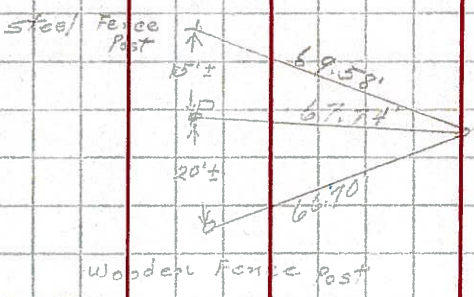 Steel Fence
Post
69.58'
15'±
67.74'
20'±
66.70'
Wooden Fence Post